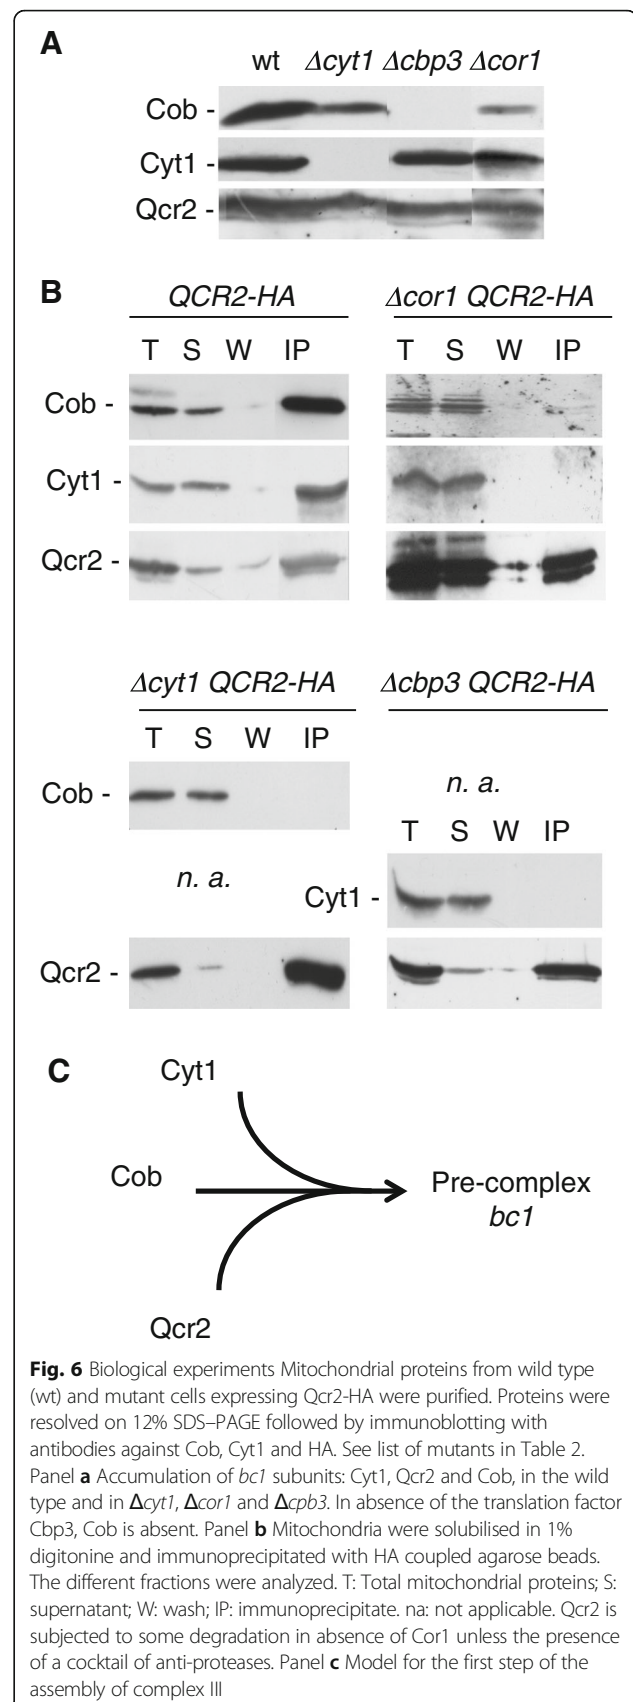 A
wt Δcyt1 Δcbp3 Δcor1
Cob -
Cyt1 -
Qcr2 -
B
QCR2-HA Δcor1 QCR2-HA
T S W IP T S W IP
Cob -
Cyt1 -
Qcr2 -
Δcyt1 QCR2-HA Δcbp3 QCR2-HA
T S W IP
Cob -
n. a.
T S W IP
n. a.
Cyt1 -
Qcr2 -
C
Cyt1
Cob
Pre-complex
bc1
Qcr2
Fig. 6 Biological experiments Mitochondrial proteins from wild type
(wt) and mutant cells expressing Qcr2-HA were purified. Proteins were
resolved on 12% SDS–PAGE followed by immunoblotting with
antibodies against Cob, Cyt1 and HA. See list of mutants in Table 2.
Panel a Accumulation of bc1 subunits: Cyt1, Qcr2 and Cob, in the wild
type and in Δcyt1, Δcor1 and Δcpb3. In absence of the translation factor
Cbp3, Cob is absent. Panel b Mitochondria were solubilised in 1%
digitonine and immunoprecipitated with HA coupled agarose beads.
The different fractions were analyzed. T: Total mitochondrial proteins; S:
supernatant; W: wash; IP: immunoprecipitate. na: not applicable. Qcr2 is
subjected to some degradation in absence of Cor1 unless the presence
of a cocktail of anti-proteases. Panel c Model for the first step of the
assembly of complex III